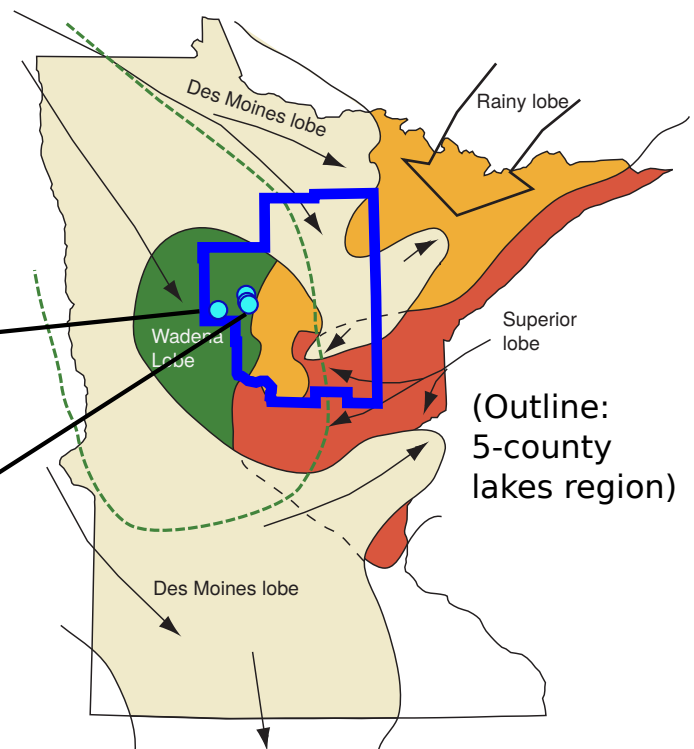 Des Moines lobe
Rainy lobe
Wadena
Lobe
Superior
lobe
(Outline:
5-county
lakes region)
Des Moines lobe